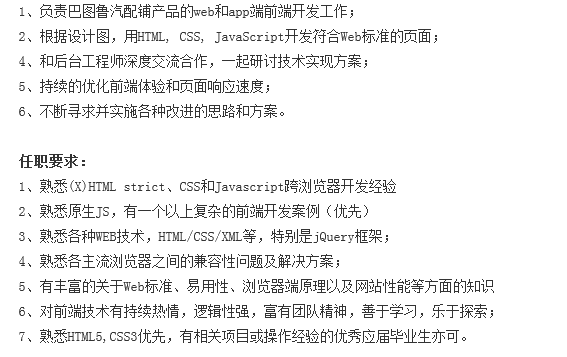 1、负责巴图鲁汽配铺产品的web和app端前端开发工作；
2、根据设计图，用HTML, CSS, JavaScript开发符合Web标准的页面；
4、和后台工程师深度交流合作，一起研讨技术实现方案；
5、持续的优化前端体验和页面响应速度；
6、不断寻求并实施各种改进的思路和方案。
任职要求：
1、熟悉(X)HTML strict、CSS和Javascript跨浏览器开发经验
2、熟悉原生JS，有一个以上复杂的前端开发案例（优先）
3、熟悉各种WEB技术，HTML/CSS/XML等，特别是jQuery框架；
4、熟悉各主流浏览器之间的兼容性问题及解决方案；
5、有丰富的关于Web标准、易用性、浏览器端原理以及网站性能等方面的知识
6、对前端技术有持续热情，逻辑性强，富有团队精神，善于学习，乐于探索；
7、熟悉HTML5,CSS3优先，有相关项目或操作经验的优秀应届毕业生亦可。